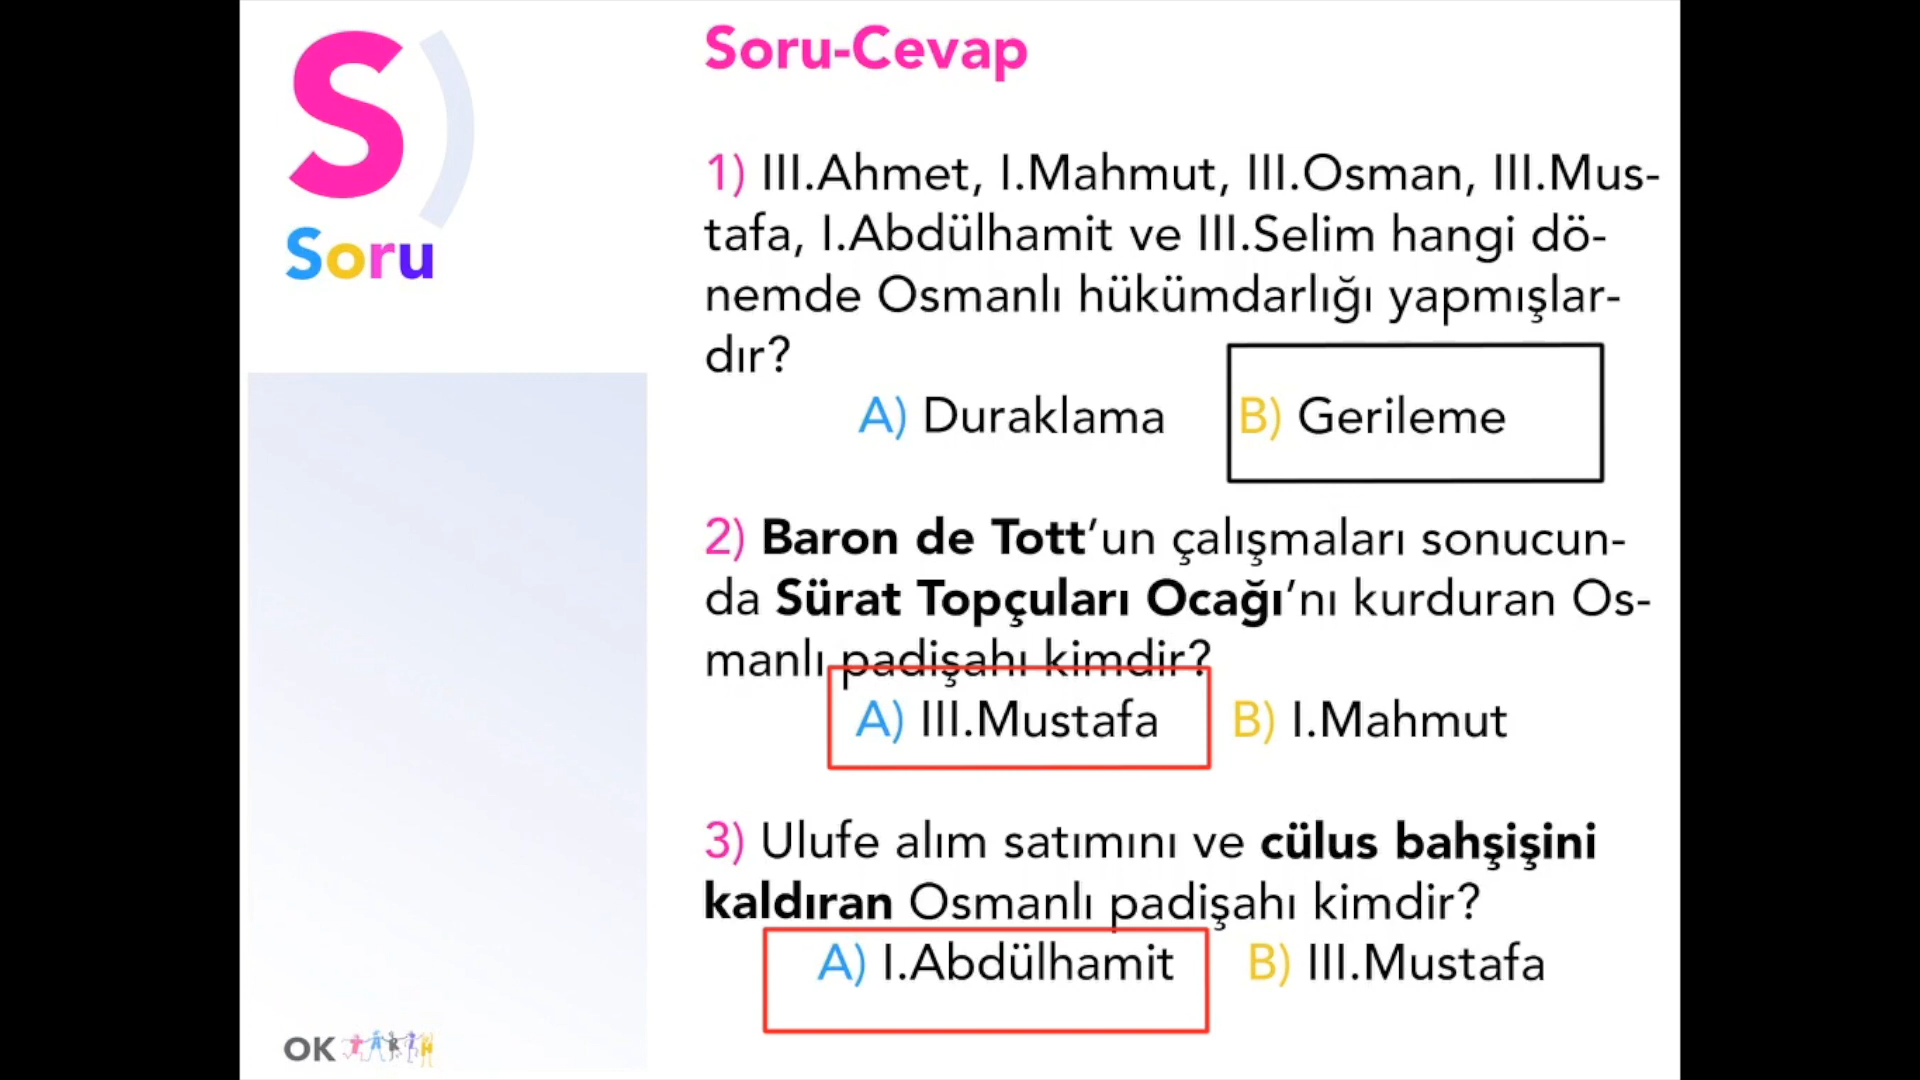 S)
Soru
Soru-Cevap
1) III.Ahmet, I.Mahmut, III.Osman, III.Mus-
tafa, I.Abdülhamit ve III.Selim hangi dö-
nemde Osmanlı hükümdarlığı yapmışlar-
dır?
A) Duraklama B) Gerileme
2) Baron de Tott’un çalışmaları sonucun-
da Sürat Topçuları Ocağı’nı kurduran Os-
manlı padişahı kimdir?
A) III.Mustafa B) I.Mahmut
3) Ulufe alım satımını ve cülus bahşişini
kaldıran Osmanlı padişahı kimdir?
A) I.Abdülhamit B) III.Mustafa
OK TARİH